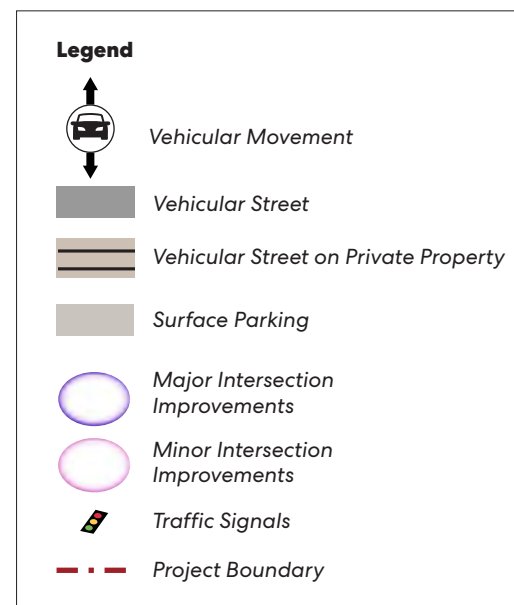 Legend
Vehicular Movement
Vehicular Street
Vehicular Street on Private Property
Surface Parking
Major Intersection
Improvements
Minor Intersection
Improvements
Traffic Signals
Project Boundary